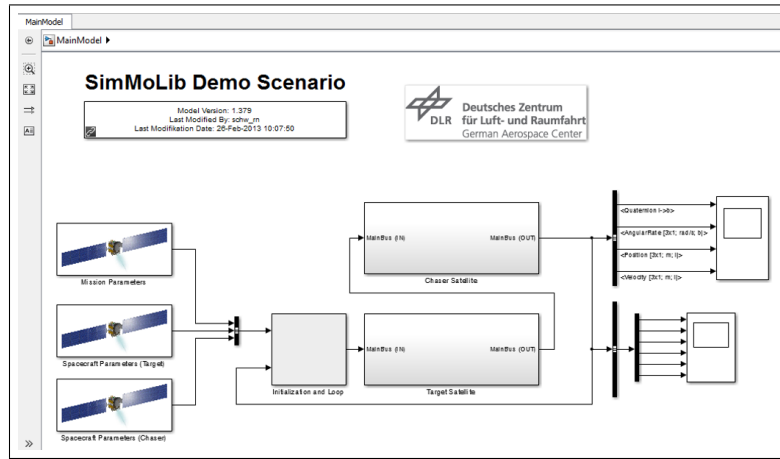 MainModel
MainModel
SimMoLib Demo Scenario
Model Version: 1.379
Last Modified By: schw_rn
Last Modifikation Date: 26-Feb-2013 10:07:50
DLR
Deutsches Zentrum
für Luft- und Raumfahrt
German Aerospace Center
Mission Parameters
Spacecraft Parameters (Target)
Spacecraft Parameters (Chaser)
Initialization and Loop
MainBus (IN)
MainBus (OUT)
Chaser Satellite
MainBus (IN)
MainBus (OUT)
Target Satellite
<Quaternion i->b>
<AngularRate [3x1; rad/s; b]>
<Position [3x1; m; i]>
<Velocity [3x1; m; i]>